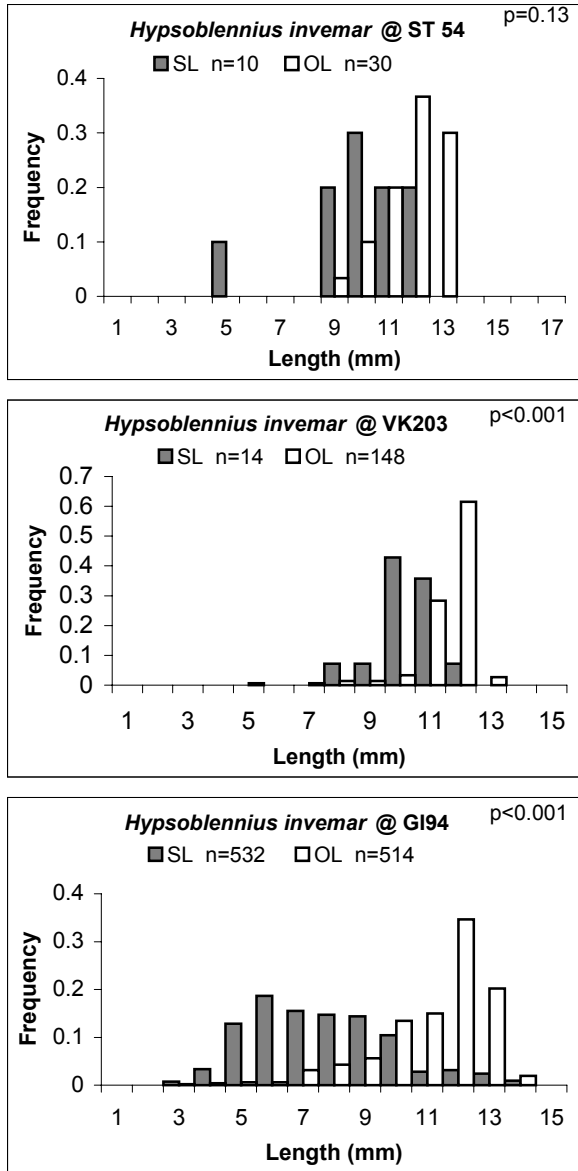 Hypsoblennius invemar @ ST 54
p=0.13
SL n=10 OL n=30
0.4
0.3
0.2
0.1
0
Frequency
1 3 5 7 9 11 13 15 17
Length (mm)
Hypsoblennius invemar @ VK203
p<0.001
SL n=14 OL n=148
0.7
0.6
0.5
0.4
0.3
0.2
0.1
0
Frequency
1 3 5 7 9 11 13 15
Length (mm)
Hypsoblennius invemar @ GI94
p<0.001
SL n=532 OL n=514
0.4
0.3
0.2
0.1
0
Frequency
1 3 5 7 9 11 13 15
Length (mm)